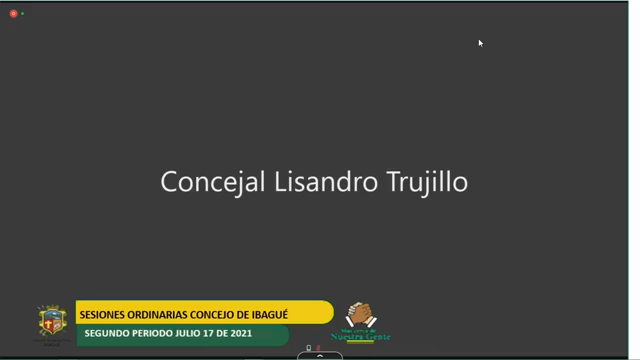 Concejal Lisandro Trujillo
SESIONES ORDINARIAS CONCEJO DE IBAGUÉ
SEGUNDO PERIODO JULIO 17 DE 2021
Nuestra Gente